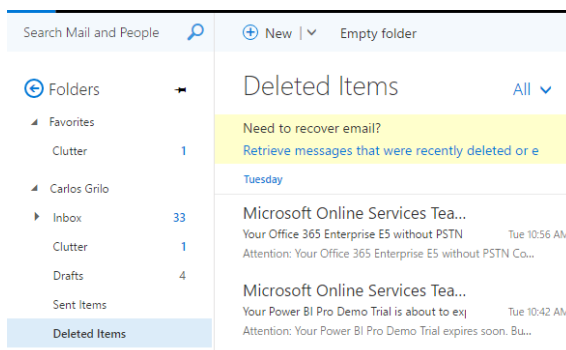 Search Mail and People
New
Empty folder
Folders
Favorites
Clutter 1
Carlos Grilo
Inbox 33
Clutter 1
Drafts 4
Sent Items
Deleted Items
Deleted Items
All
Need to recover email?
Retrieve messages that were recently deleted or e
Tuesday
Microsoft Online Services Tea...
Your Office 365 Enterprise E5 without PSTN Tue 10:56 AM
Attention: Your Office 365 Enterprise E5 without PSTN Co...
Microsoft Online Services Tea...
Your Power BI Pro Demo Trial is about to exp Tue 10:42 AM
Attention: Your Power BI Pro Demo Trial expires soon. Bu...